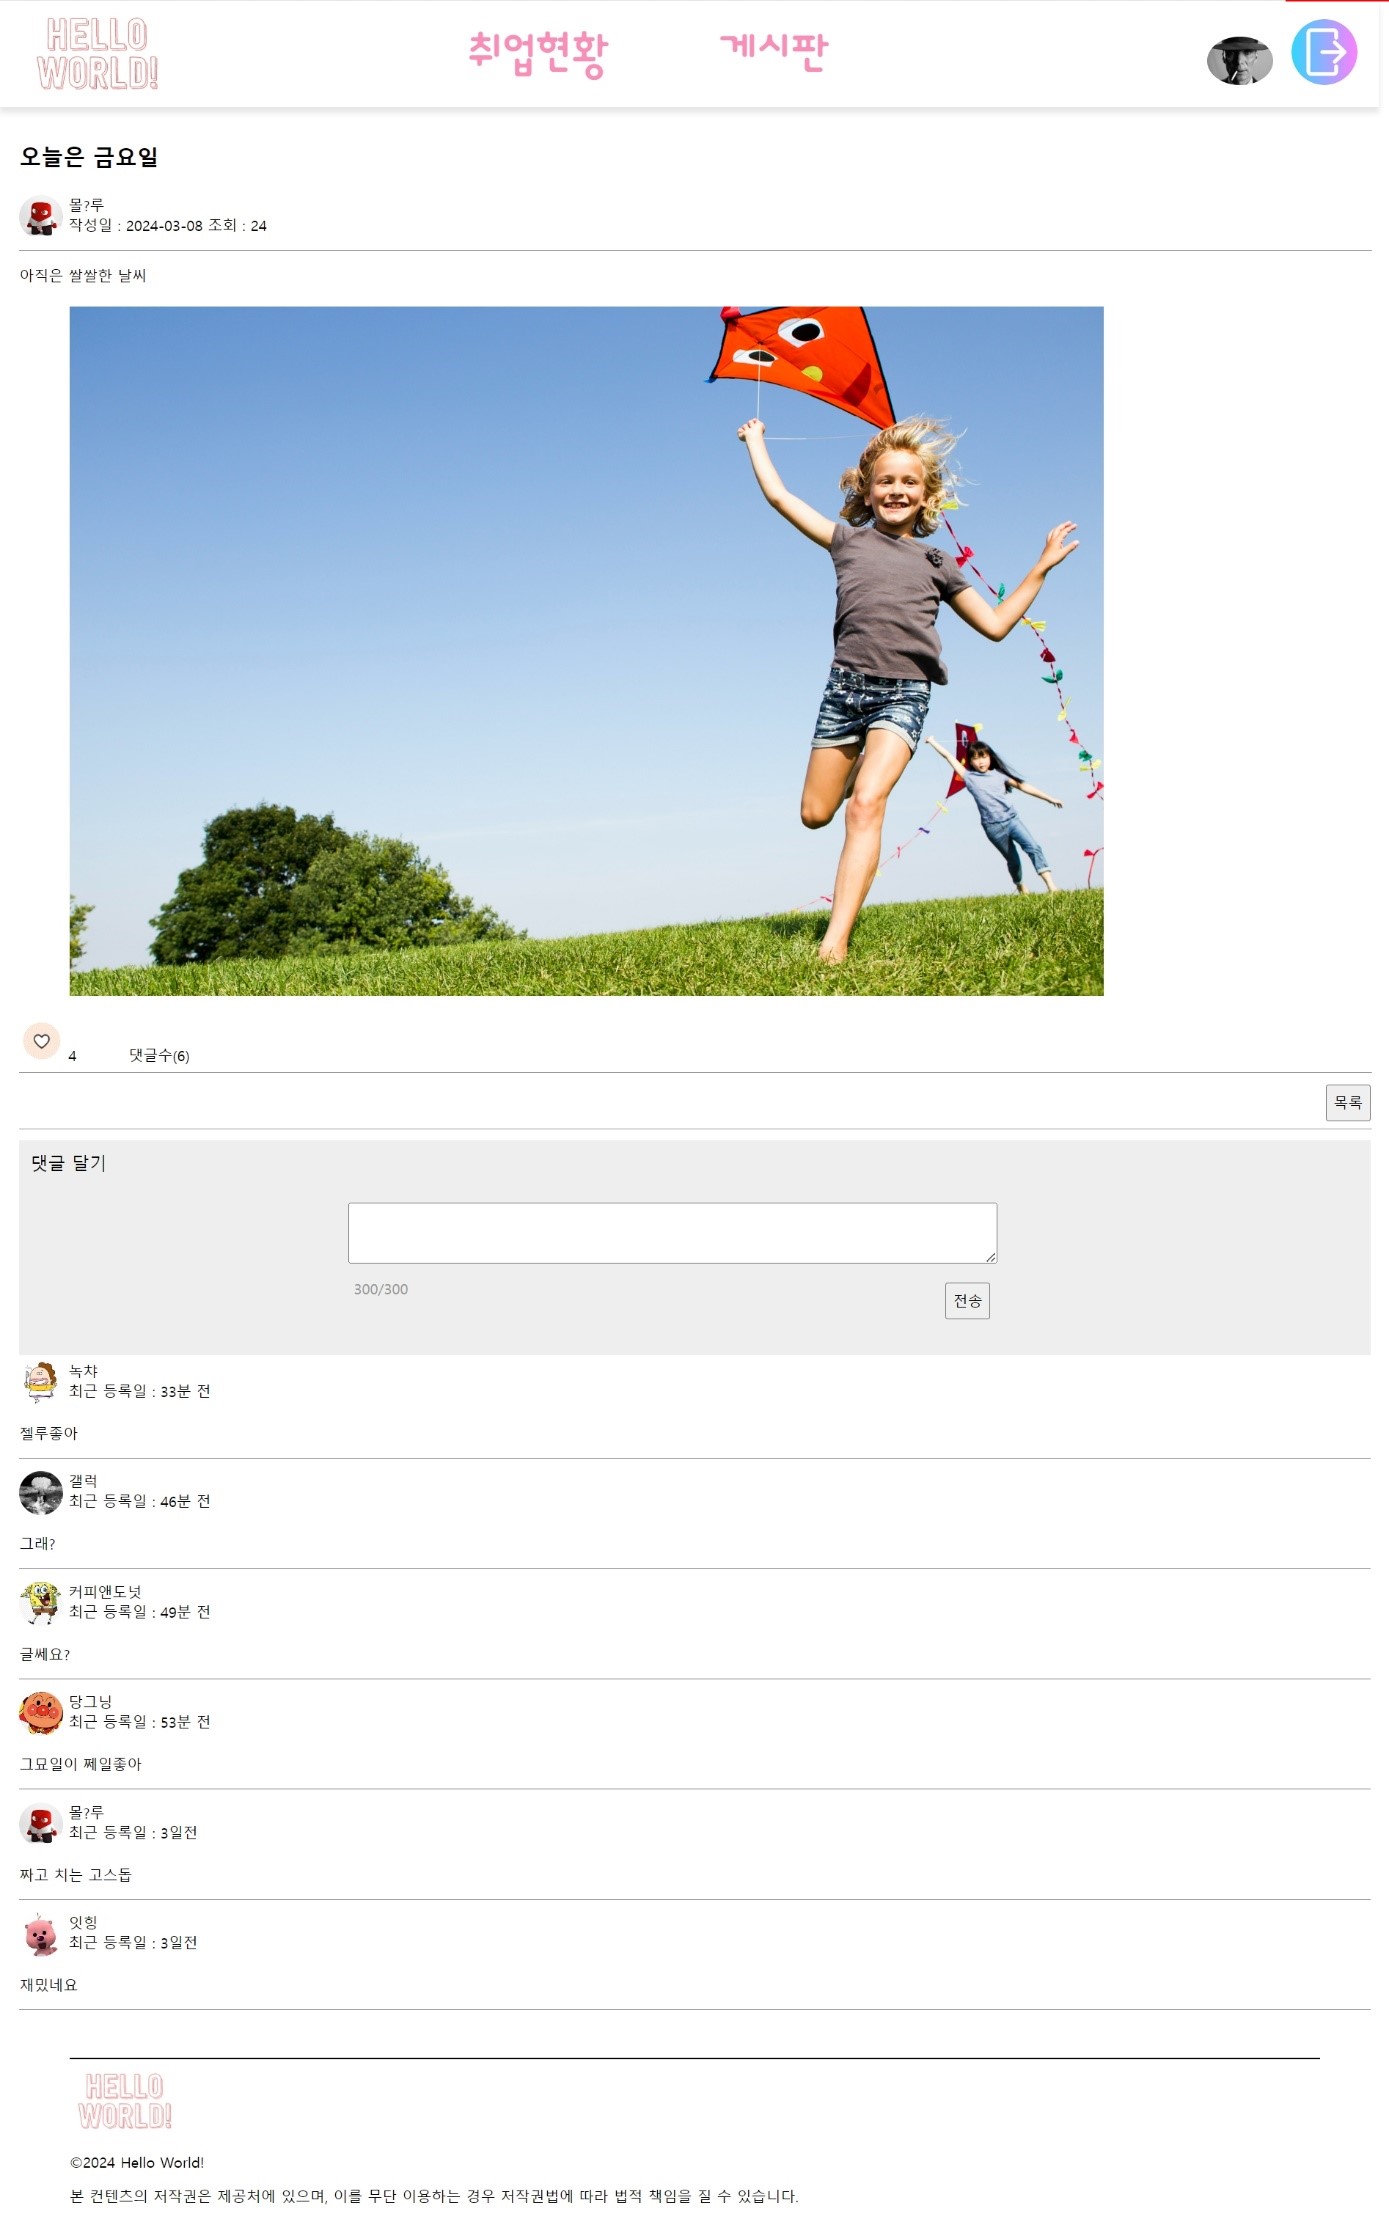 HELLO
WORLD!
취업현황
게시판
오늘은 금요일
몰?루
작성일 : 2024-03-08 조회 : 24
아직은 쌀쌀한 날씨
4 댓글수(6)
목록
댓글 달기
300/300
전송
녹챠
최근 등록일 : 33분 전
젤루좋아
갤럭
최근 등록일 : 46분 전
그래?
커피앤도넛
최근 등록일 : 49분 전
글쎄요?
당그닝
최근 등록일 : 53분 전
그묘일이 쩨일좋아
몰?루
최근 등록일 : 3일전
짜고 치는 고스돕
잇힝
최근 등록일 : 3일전
재밌네요
HELLO
WORLD!
©2024 Hello World!
본 컨텐츠의 저작권은 제공처에 있으며, 이를 무단 이용하는 경우 저작권법에 따라 법적 책임을 질 수 있습니다.